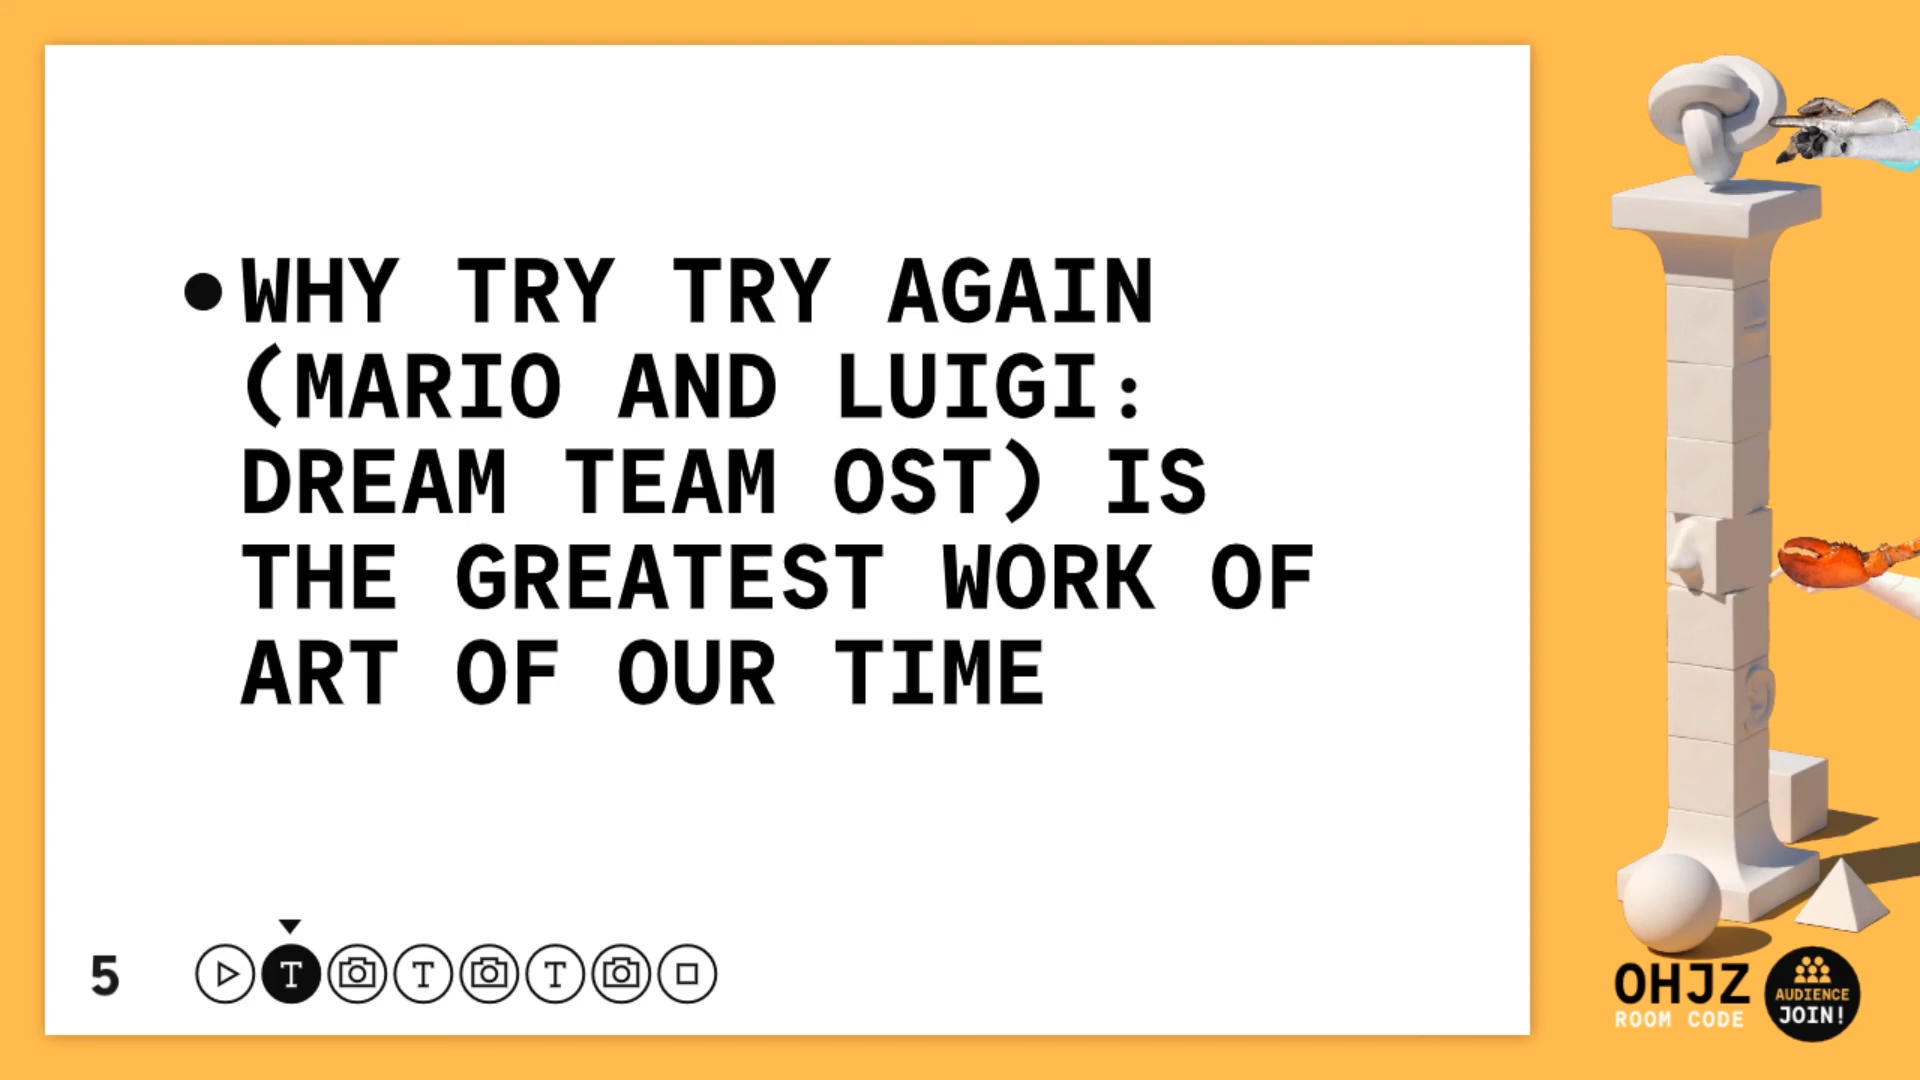 WHY TRY TRY AGAIN
(MARIO AND LUIGI:
DREAM TEAM OST) IS
THE GREATEST WORK OF
ART OF OUR TIME
5
T
T
T
OHJZ
ROOM CODE
AUDIENCE
JOIN!